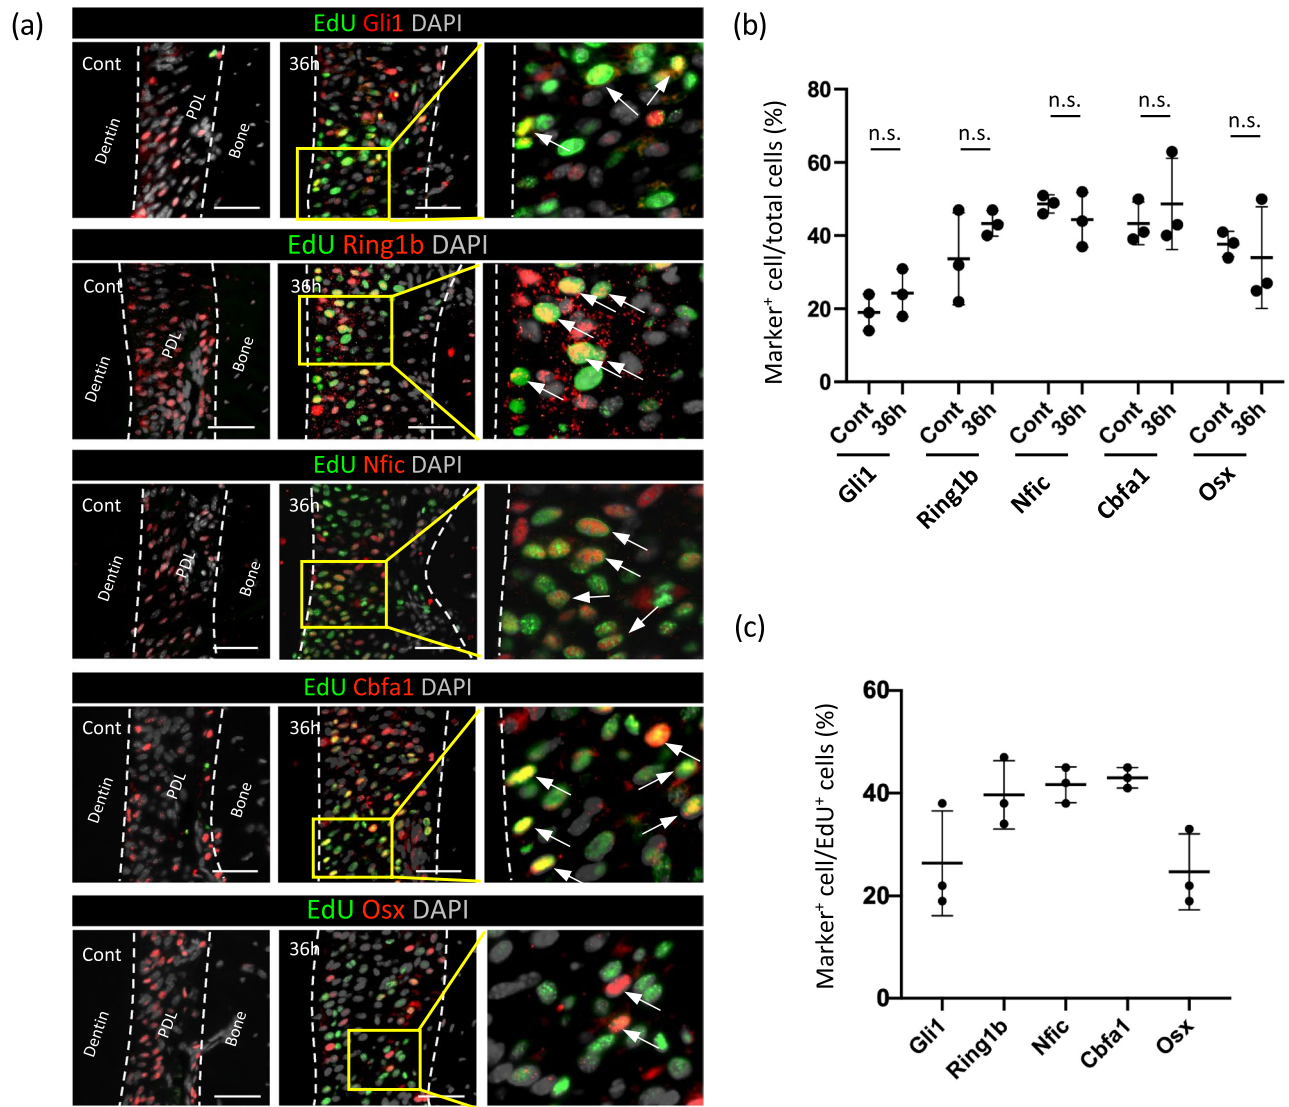 (a)
EdU Gli1 DAPI
Cont
Dentin
PDL
Bone
36h
EdU Ring1b DAPI
Cont
Dentin
PDL
Bone
36h
EdU Nfic DAPI
Cont
Dentin
PDL
Bone
36h
EdU Cbfa1 DAPI
Cont
Dentin
PDL
Bone
36h
EdU Osx DAPI
Cont
Dentin
PDL
Bone
36h
(b)
Marker⁺ cell/total cells (%)
80
60
40
20
0
n.s.
n.s.
n.s.
n.s.
n.s.
Cont 36h Cont 36h Cont 36h Cont 36h Cont 36h
Gli1 Ring1b Nfic Cbfa1 Osx
(c)
Marker⁺ cell/EdU⁺ cells (%)
60
40
20
0
Gli1 Ring1b Nfic Cbfa1 Osx